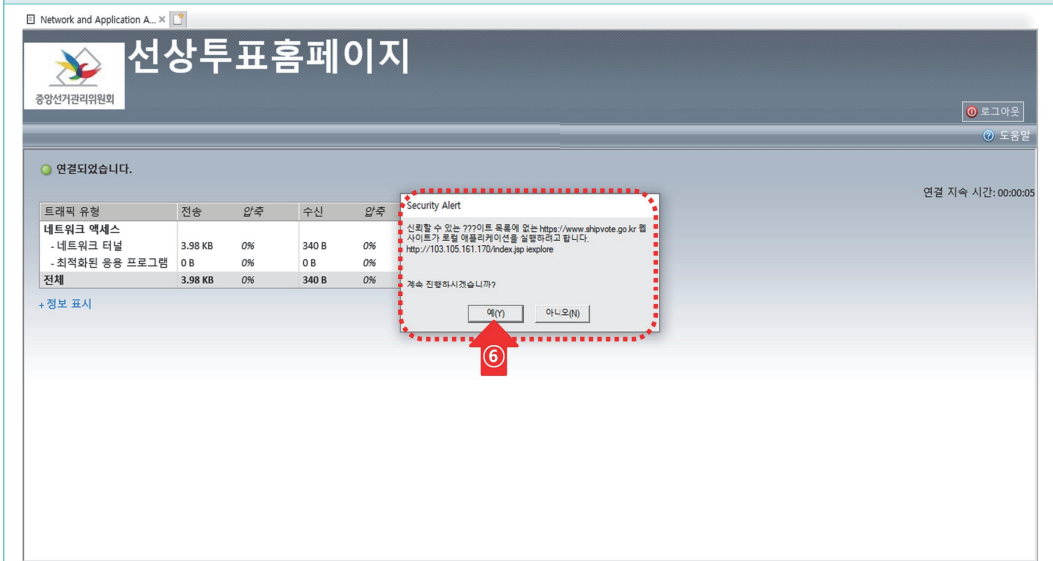 Network and Application A...
선상투표홈페이지
중앙선거관리위원회
로그아웃
도움말
연결되었습니다.
연결 지속 시간: 00:00:05
트래픽 유형 전송 압축 수신 압축
네트워크 액세스
- 네트워크 터널 3.98 KB 0% 340 B 0%
- 최적화된 응용 프로그램 0 B 0% 0 B 0%
전체 3.98 KB 0% 340 B 0%
+ 정보 표시
Security Alert
신뢰할 수 있는 ???이트 목록에 없는 https://www.shipvote.go.kr 웹
사이트가 로컬 애플리케이션을 실행하려고 합니다.
http://103.105.161.170/index.jsp iexplore
계속 진행하시겠습니까?
예(Y) 아니오(N)
⑥